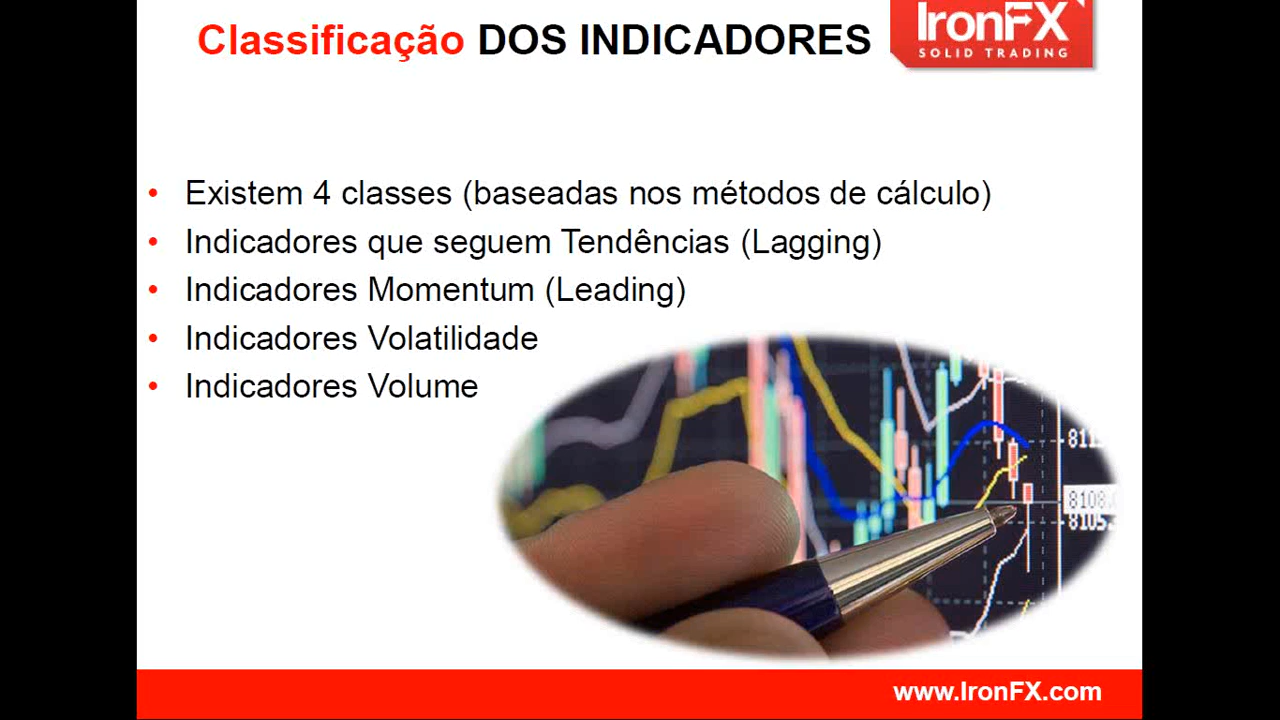 Classificação DOS INDICADORES
IronFX
SOLID TRADING
• Existem 4 classes (baseadas nos métodos de cálculo)
• Indicadores que seguem Tendências (Lagging)
• Indicadores Momentum (Leading)
• Indicadores Volatilidade
• Indicadores Volume
www.IronFX.com